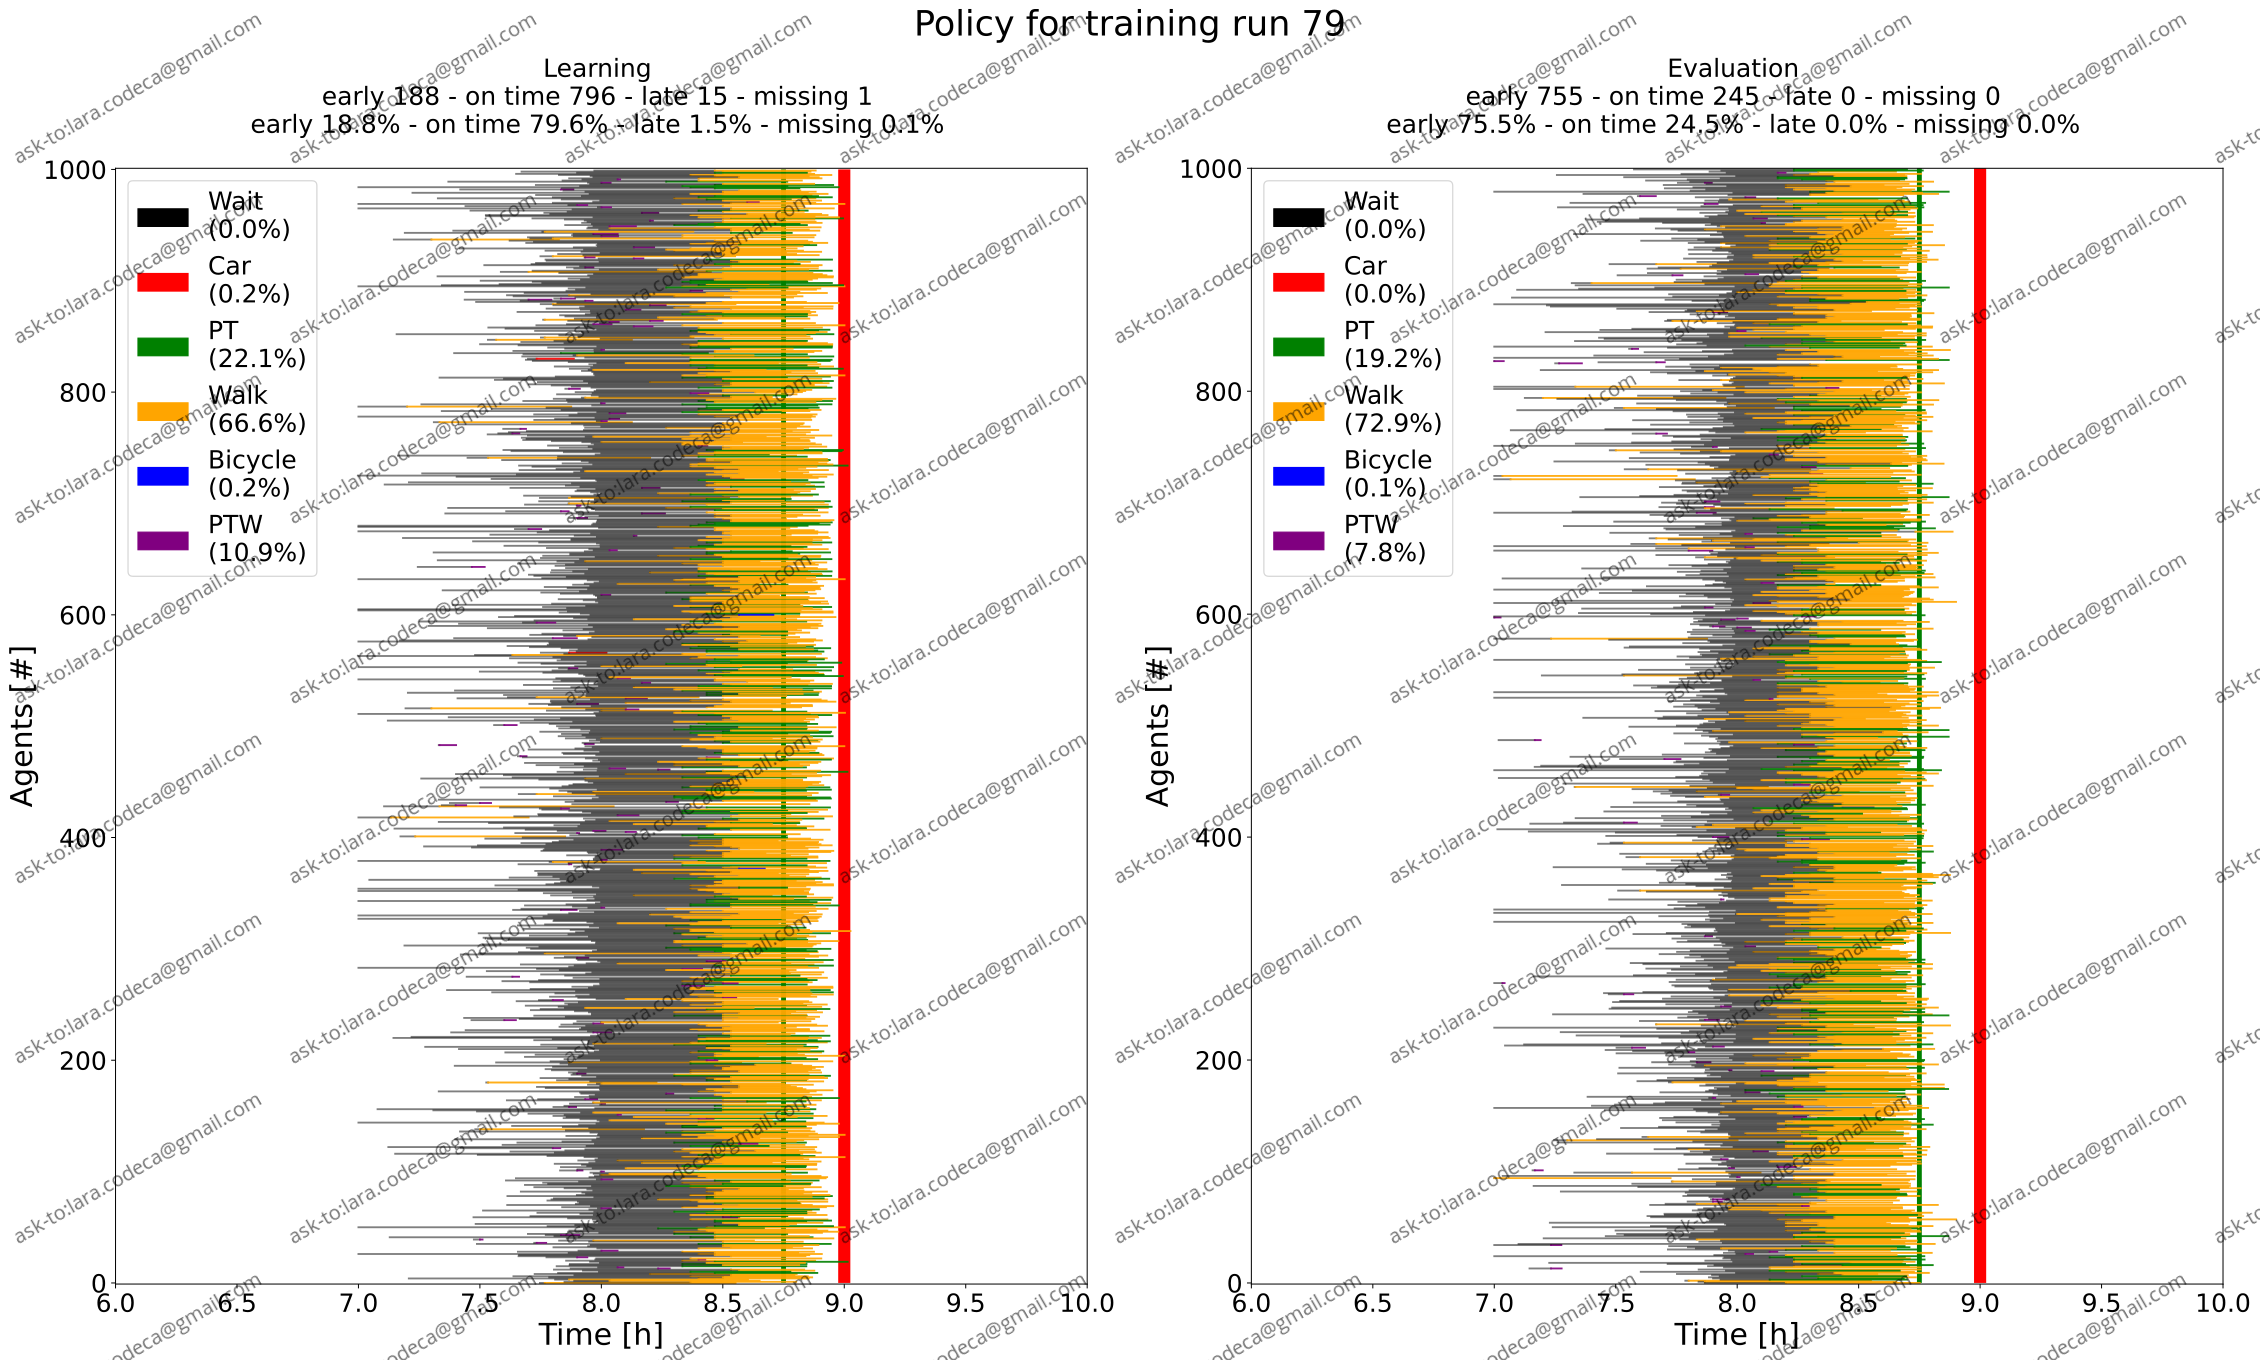 Policy for training run 79
Learning
early 188 - on time 796 - late 15 - missing 1
early 18.8% - on time 79.6% - late 1.5% - missing 0.1%
1000
800
600
400
200
0
Agents [#]
Wait
(0.0%)
Car
(0.2%)
PT
(22.1%)
Walk
(66.6%)
Bicycle
(0.2%)
PTW
(10.9%)
6.0 6.5 7.0 7.5 8.0 8.5 9.0 9.5 10.0
Time [h]
Evaluation
early 755 - on time 245 - late 0 - missing 0
early 75.5% - on time 24.5% - late 0.0% - missing 0.0%
1000
800
600
400
200
0
Agents [#]
Wait
(0.0%)
Car
(0.0%)
PT
(19.2%)
Walk
(72.9%)
Bicycle
(0.1%)
PTW
(7.8%)
6.0 6.5 7.0 7.5 8.0 8.5 9.0 9.5 10.0
Time [h]
ask-to:lara.codeca@gmail.com